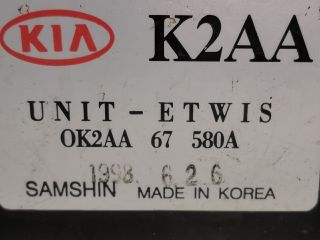 KIA K2AA
UNIT - ETWIS
OK2AA 67 580A
1998. 6 26
SAMSHIN MADE IN KOREA